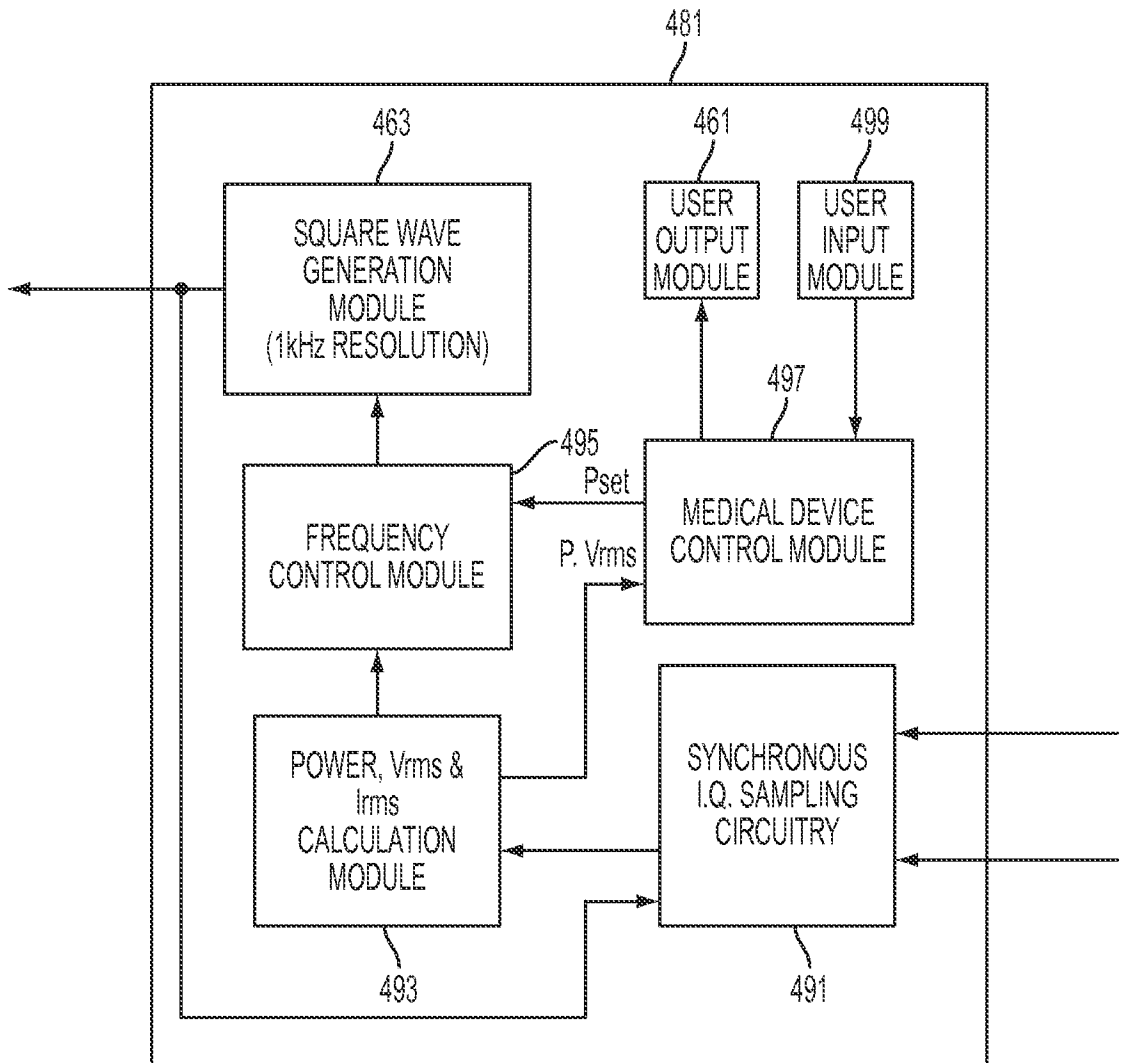 481
463
461
499
SQUARE WAVE
GENERATION
MODULE
(1kHz RESOLUTION)
USER
OUTPUT
MODULE
USER
INPUT
MODULE
497
495
Pset
FREQUENCY
CONTROL MODULE
MEDICAL DEVICE
CONTROL MODULE
P. Vrms
POWER, Vrms &
Irms
CALCULATION
MODULE
SYNCHRONOUS
I.Q. SAMPLING
CIRCUITRY
493
491